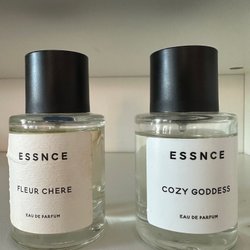 ESSNCE
FLEUR CHERE
EAU DE PARFUM
ESSNCE
COZY GODDESS
EAU DE PARFUM